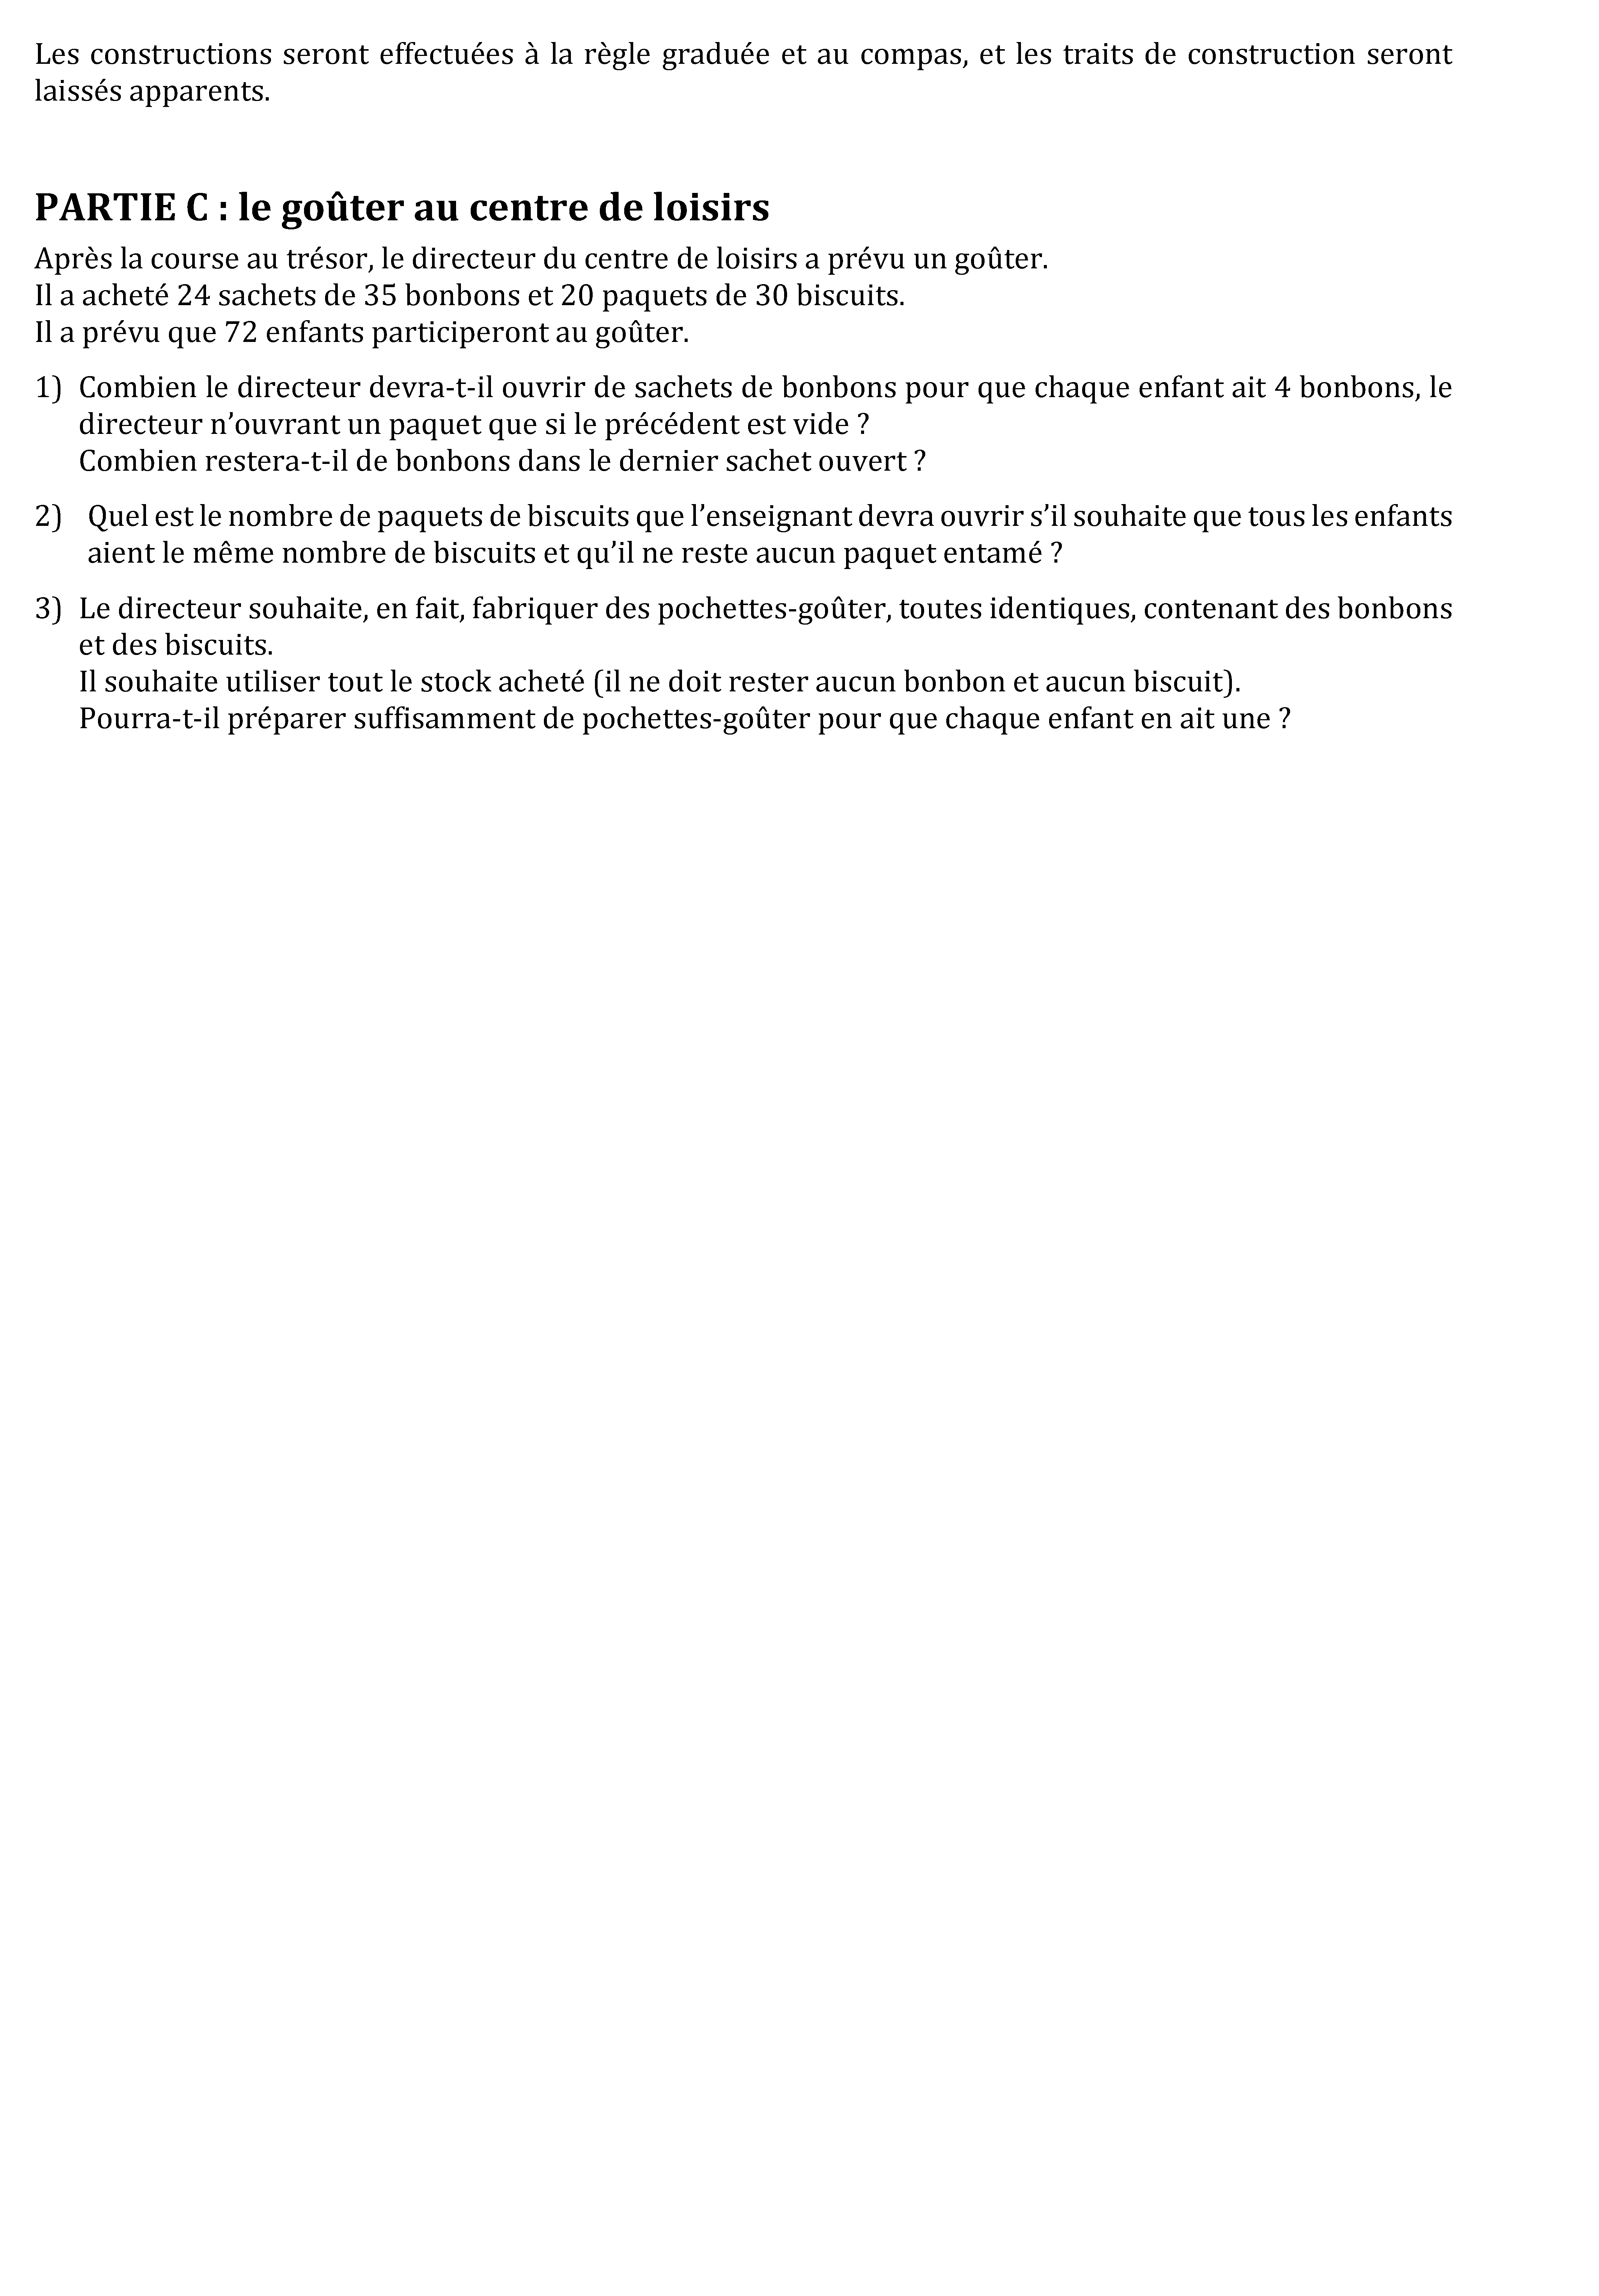 Les constructions seront effectuées à la règle graduée et au compas, et les traits de construction seront
laissés apparents.
PARTIE C : le goûter au centre de loisirs
Après la course au trésor, le directeur du centre de loisirs a prévu un goûter.
Il a acheté 24 sachets de 35 bonbons et 20 paquets de 30 biscuits.
Il a prévu que 72 enfants participeront au goûter.
1) Combien le directeur devra-t-il ouvrir de sachets de bonbons pour que chaque enfant ait 4 bonbons, le
directeur n’ouvrant un paquet que si le précédent est vide ?
Combien restera-t-il de bonbons dans le dernier sachet ouvert ?
2) Quel est le nombre de paquets de biscuits que l’enseignant devra ouvrir s’il souhaite que tous les enfants
aient le même nombre de biscuits et qu’il ne reste aucun paquet entamé ?
3) Le directeur souhaite, en fait, fabriquer des pochettes-goûter, toutes identiques, contenant des bonbons
et des biscuits.
Il souhaite utiliser tout le stock acheté (il ne doit rester aucun bonbon et aucun biscuit).
Pourra-t-il préparer suffisamment de pochettes-goûter pour que chaque enfant en ait une ?